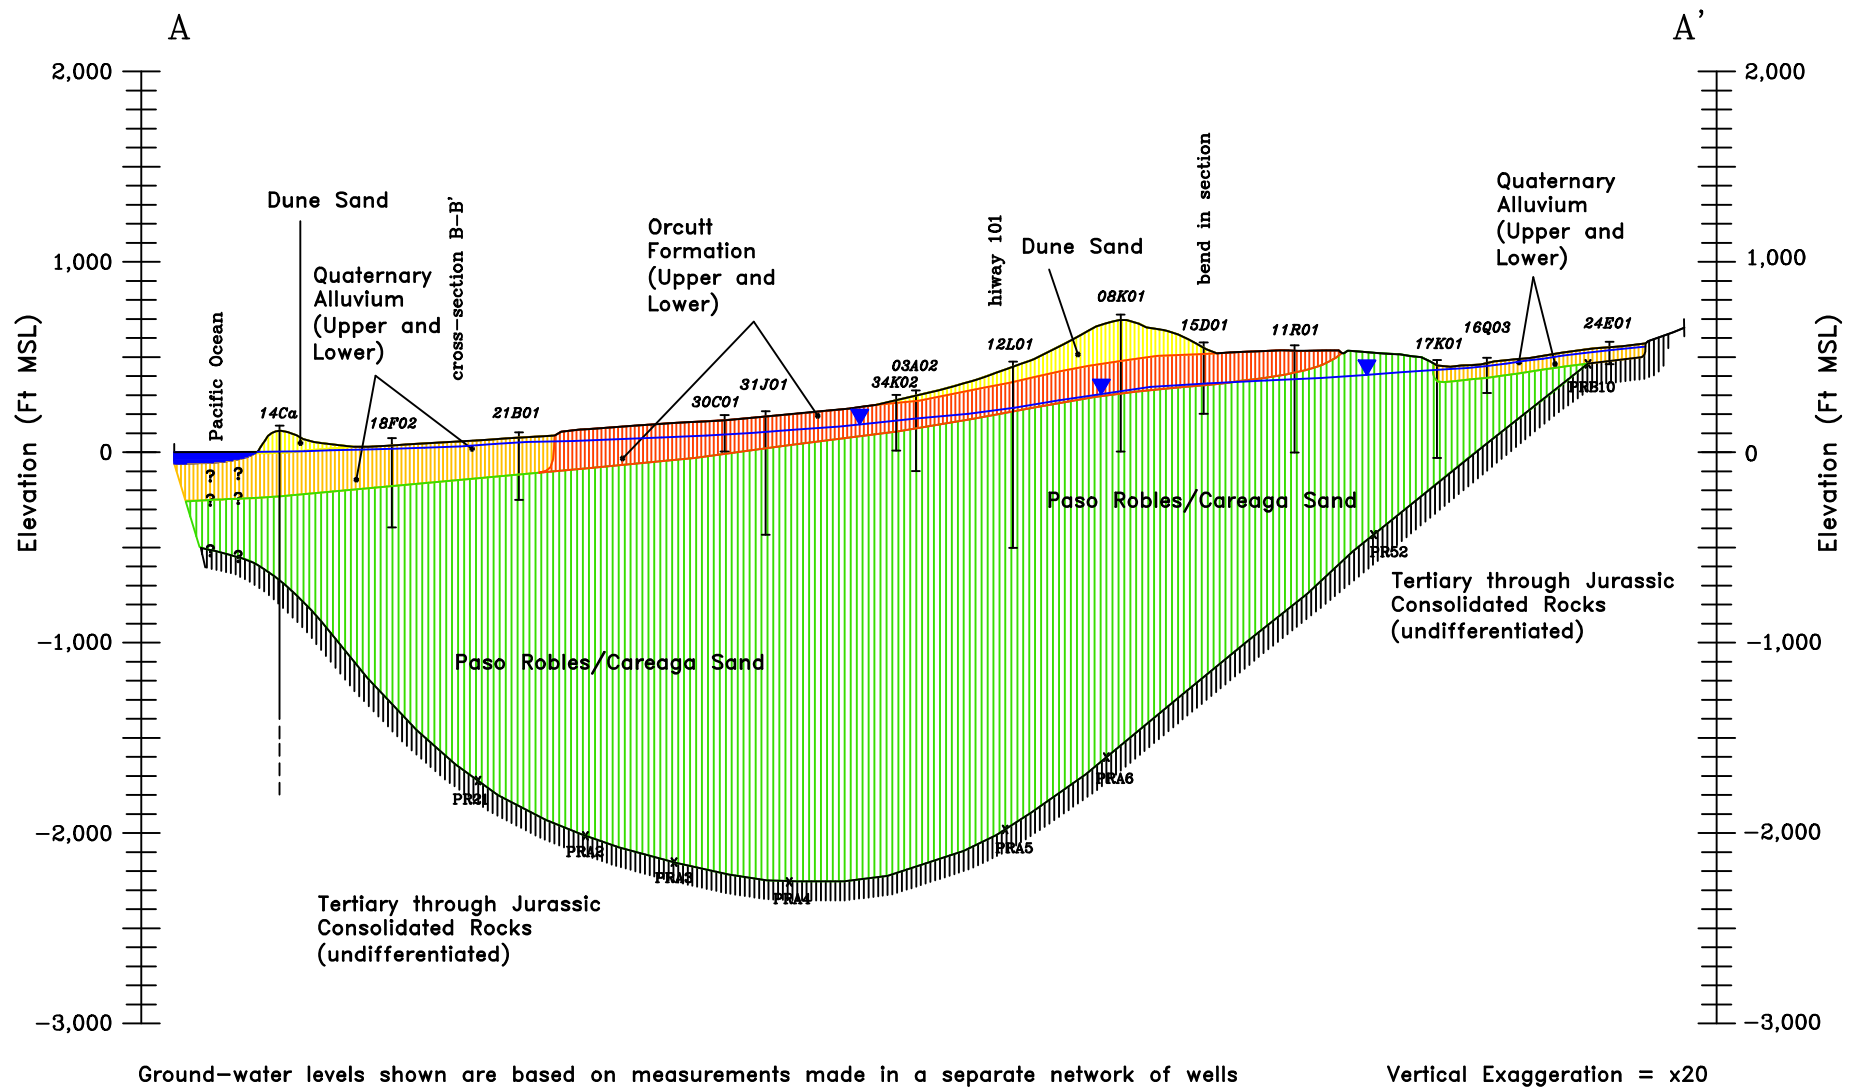 A
A'
2,000
2,000
1,000
1,000
0
0
-1,000
-1,000
-2,000
-2,000
-3,000
-3,000
Elevation (Ft MSL)
Elevation (Ft MSL)
Pacific Ocean
Dune Sand
Quaternary
Alluvium
(Upper and
Lower)
cross-section B-B'
Orcutt
Formation
(Upper and
Lower)
hiway 101
Dune Sand
bend in section
Quaternary
Alluvium
(Upper and
Lower)
14Ca
18F02
21B01
30C01
31J01
34K02
03A02
12L01
08K01
15D01
11R01
17K01
16Q03
24E01
? ?
? ?
? ?
Paso Robles/Careaga Sand
Paso Robles/Careaga Sand
PRE10
PR52
PRA6
PRA5
PRA4
PRA3
PRA2
PR21
Tertiary through Jurassic
Consolidated Rocks
(undifferentiated)
Tertiary through Jurassic
Consolidated Rocks
(undifferentiated)
Ground-water levels shown are based on measurements made in a separate network of wells
Vertical Exaggeration = x20